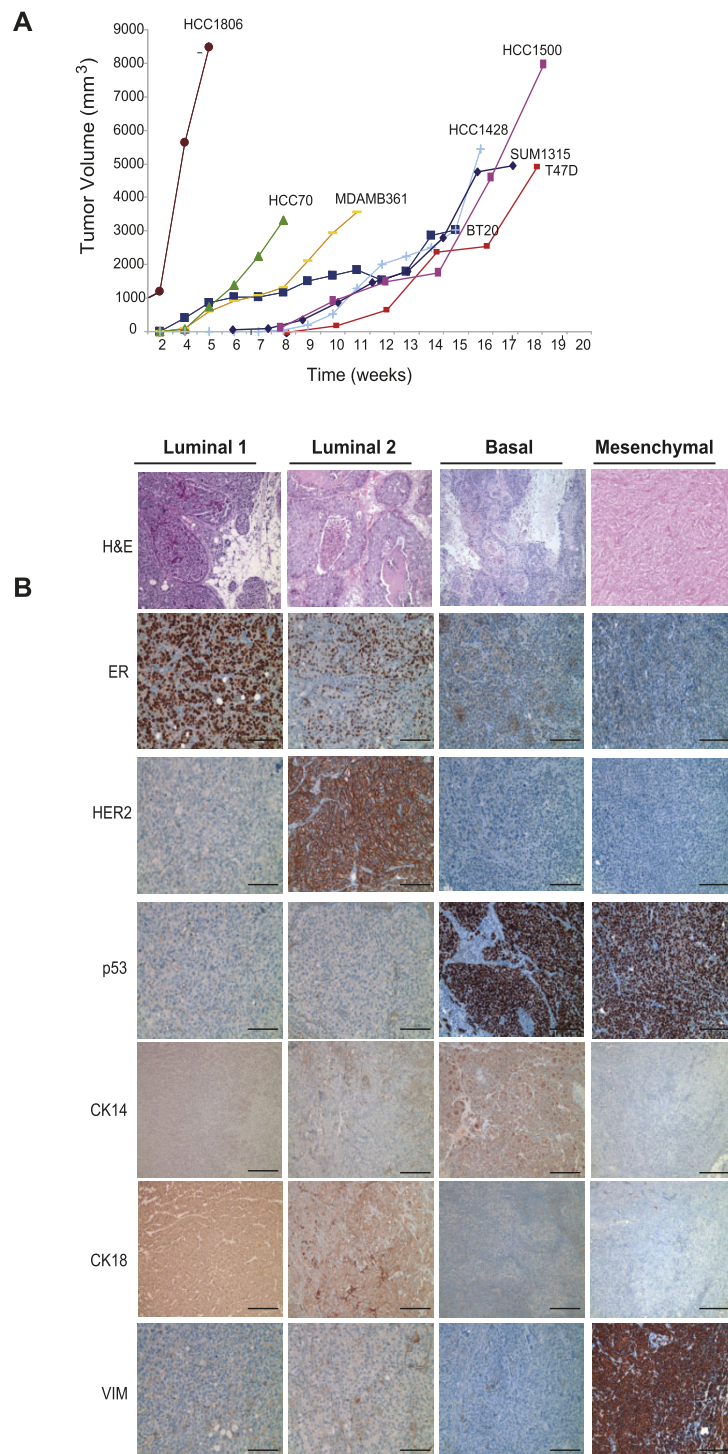 A
Tumor Volume (mm3)
9000
8000
7000
6000
5000
4000
3000
2000
1000
0
HCC1806
HCC70
MDAMB361
HCC1500
HCC1428
SUM1315
T47D
BT20
2 4 5 6 7 8 9 10 11 12 13 14 15 16 17 18 19 20
Time (weeks)
B
Luminal 1 Luminal 2 Basal Mesenchymal
H&E
ER
HER2
p53
CK14
CK18
VIM